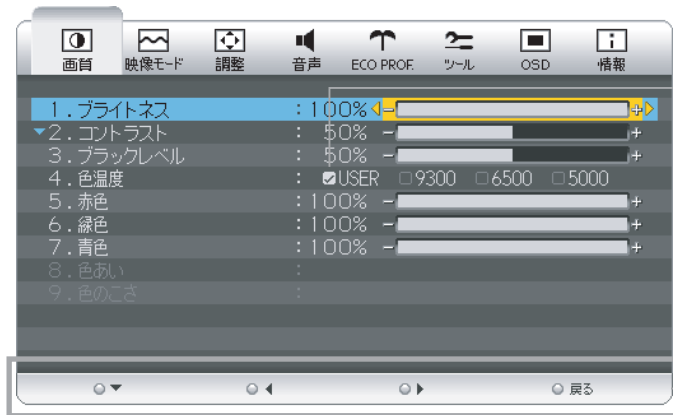 画質 映像モード 調整 音声 ECO PROF. ツール OSD 情報
1.ブライトネス : 100% - +
2.コントラスト : 50% - +
3.ブラックレベル : 50% - +
4.色温度 : USER 9300 6500 5000
5.赤色 : 100% - +
6.緑色 : 100% - +
7.青色 : 100% - +
8.色あい :
9.色のこさ :
戻る